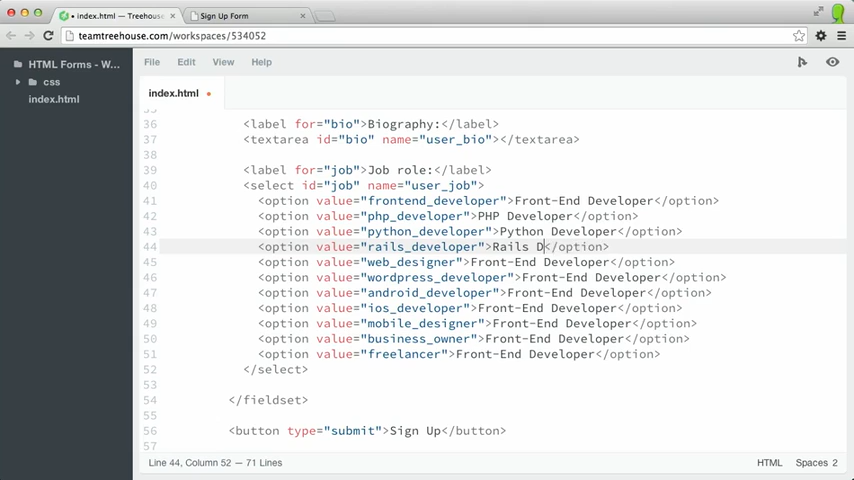 index.html — Treehouse
Sign Up Form
teamtreehouse.com/workspaces/534052
HTML Forms - W...
css
index.html
File Edit View Help
index.html
36 <label for="bio">Biography:</label>
37 <textarea id="bio" name="user_bio"></textarea>
38
39 <label for="job">Job role:</label>
40 <select id="job" name="user_job">
41 <option value="frontend_developer">Front-End Developer</option>
42 <option value="php_developer">PHP Developer</option>
43 <option value="python_developer">Python Developer</option>
44 <option value="rails_developer">Rails D</option>
45 <option value="web_designer">Front-End Developer</option>
46 <option value="wordpress_developer">Front-End Developer</option>
47 <option value="android_developer">Front-End Developer</option>
48 <option value="ios_developer">Front-End Developer</option>
49 <option value="mobile_designer">Front-End Developer</option>
50 <option value="business_owner">Front-End Developer</option>
51 <option value="freelancer">Front-End Developer</option>
52 </select>
53
54 </fieldset>
55
56 <button type="submit">Sign Up</button>
57
Line 44, Column 52 — 71 Lines
HTML Spaces 2